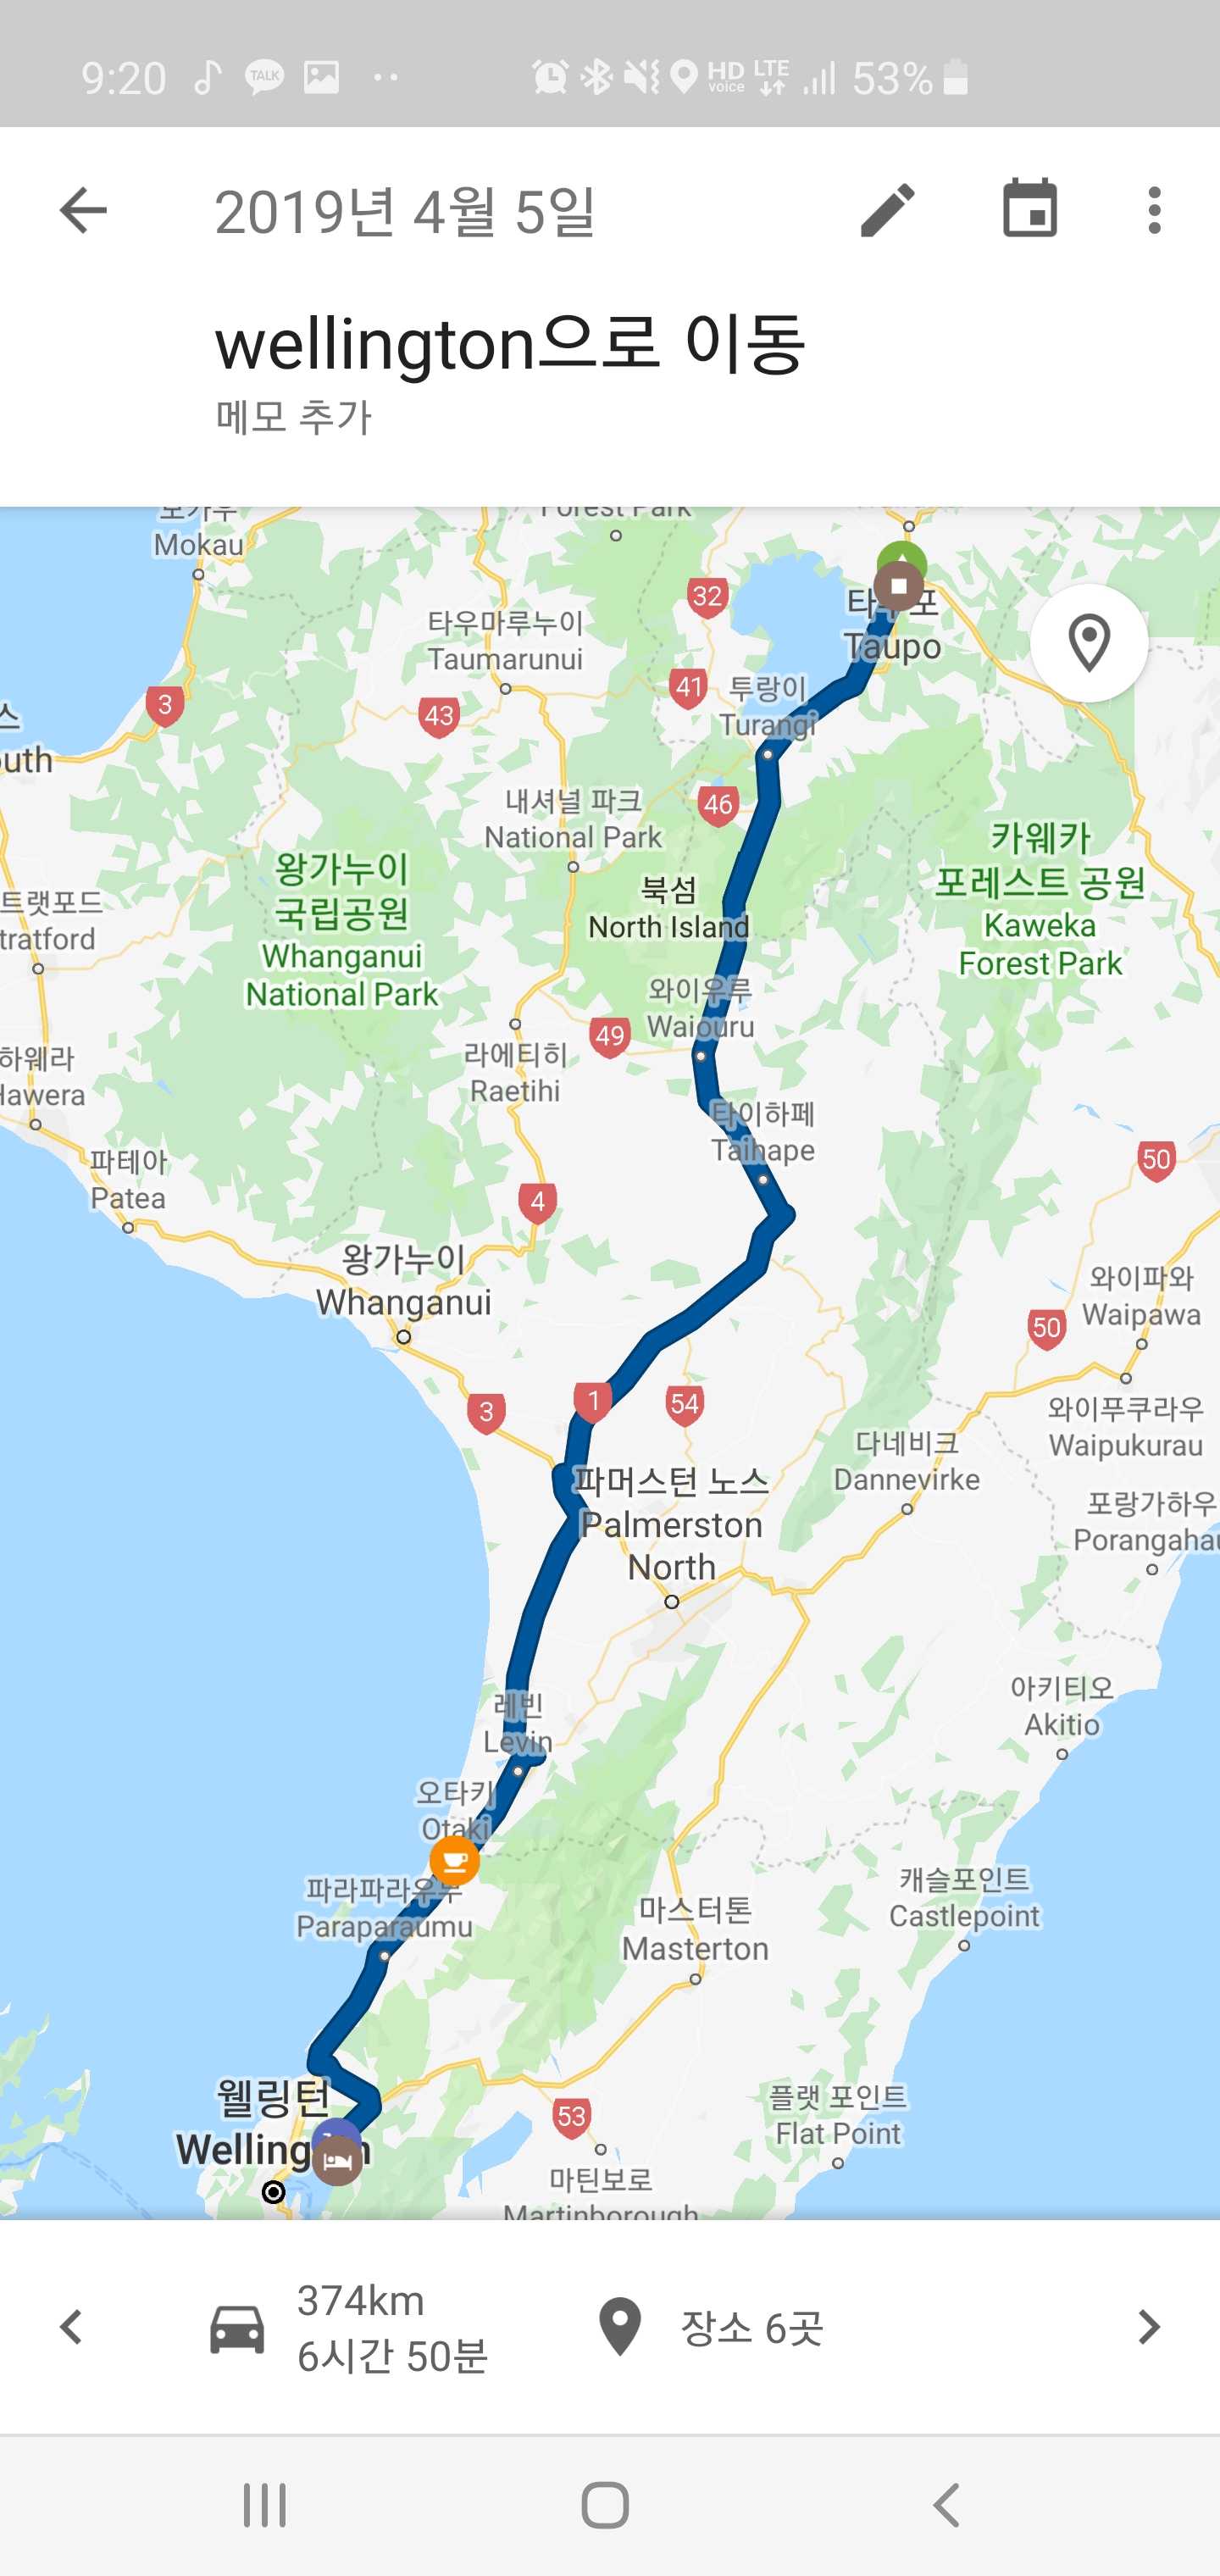 9:20
TALK
HD
voice
LTE
53%
2019년 4월 5일
wellington으로 이동
메모 추가
Mokau
Forest Park
32
타우마루누이
Taumarunui
Taupo
3
43
41
투랑이
Turangi
46
내셔널 파크
National Park
북섬
North Island
카웨카
포레스트 공원
Kaweka
Forest Park
왕가누이
국립공원
Whanganui
National Park
트랫포드
tratford
와이우루
Waiouru
49
라에티히
Raetihi
하웨라
Hawera
타이하페
Taihape
50
파테아
Patea
4
왕가누이
Whanganui
와이파와
Waipawa
50
3
1
54
와이푸쿠라우
Waipukurau
다네비크
Dannevirke
파머스턴 노스
Palmerston
North
포랑가하우
Porangahau
레빈
Levin
아키티오
Akitio
오타키
Otaki
파라파라우무
Paraparaumu
마스터톤
Masterton
캐슬포인트
Castlepoint
웰링턴
Wellington
53
플랫 포인트
Flat Point
마틴보로
Martinborough
374km
6시간 50분
장소 6곳